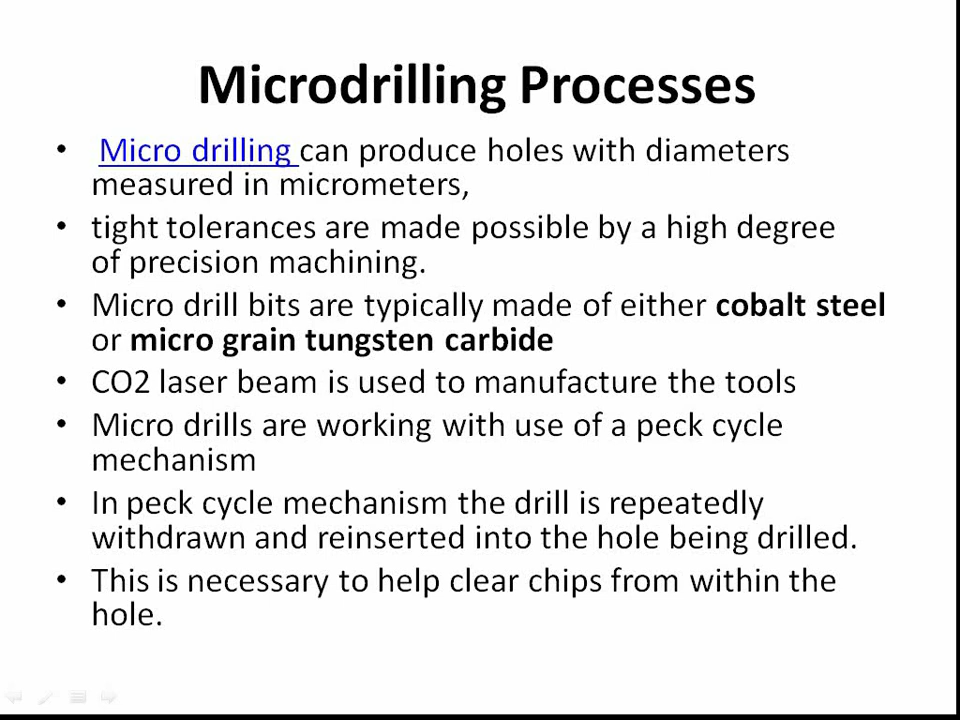 Microdrilling Processes
• Micro drilling can produce holes with diameters
measured in micrometers,
• tight tolerances are made possible by a high degree
of precision machining.
• Micro drill bits are typically made of either cobalt steel
or micro grain tungsten carbide
• CO2 laser beam is used to manufacture the tools
• Micro drills are working with use of a peck cycle
mechanism
• In peck cycle mechanism the drill is repeatedly
withdrawn and reinserted into the hole being drilled.
• This is necessary to help clear chips from within the
hole.